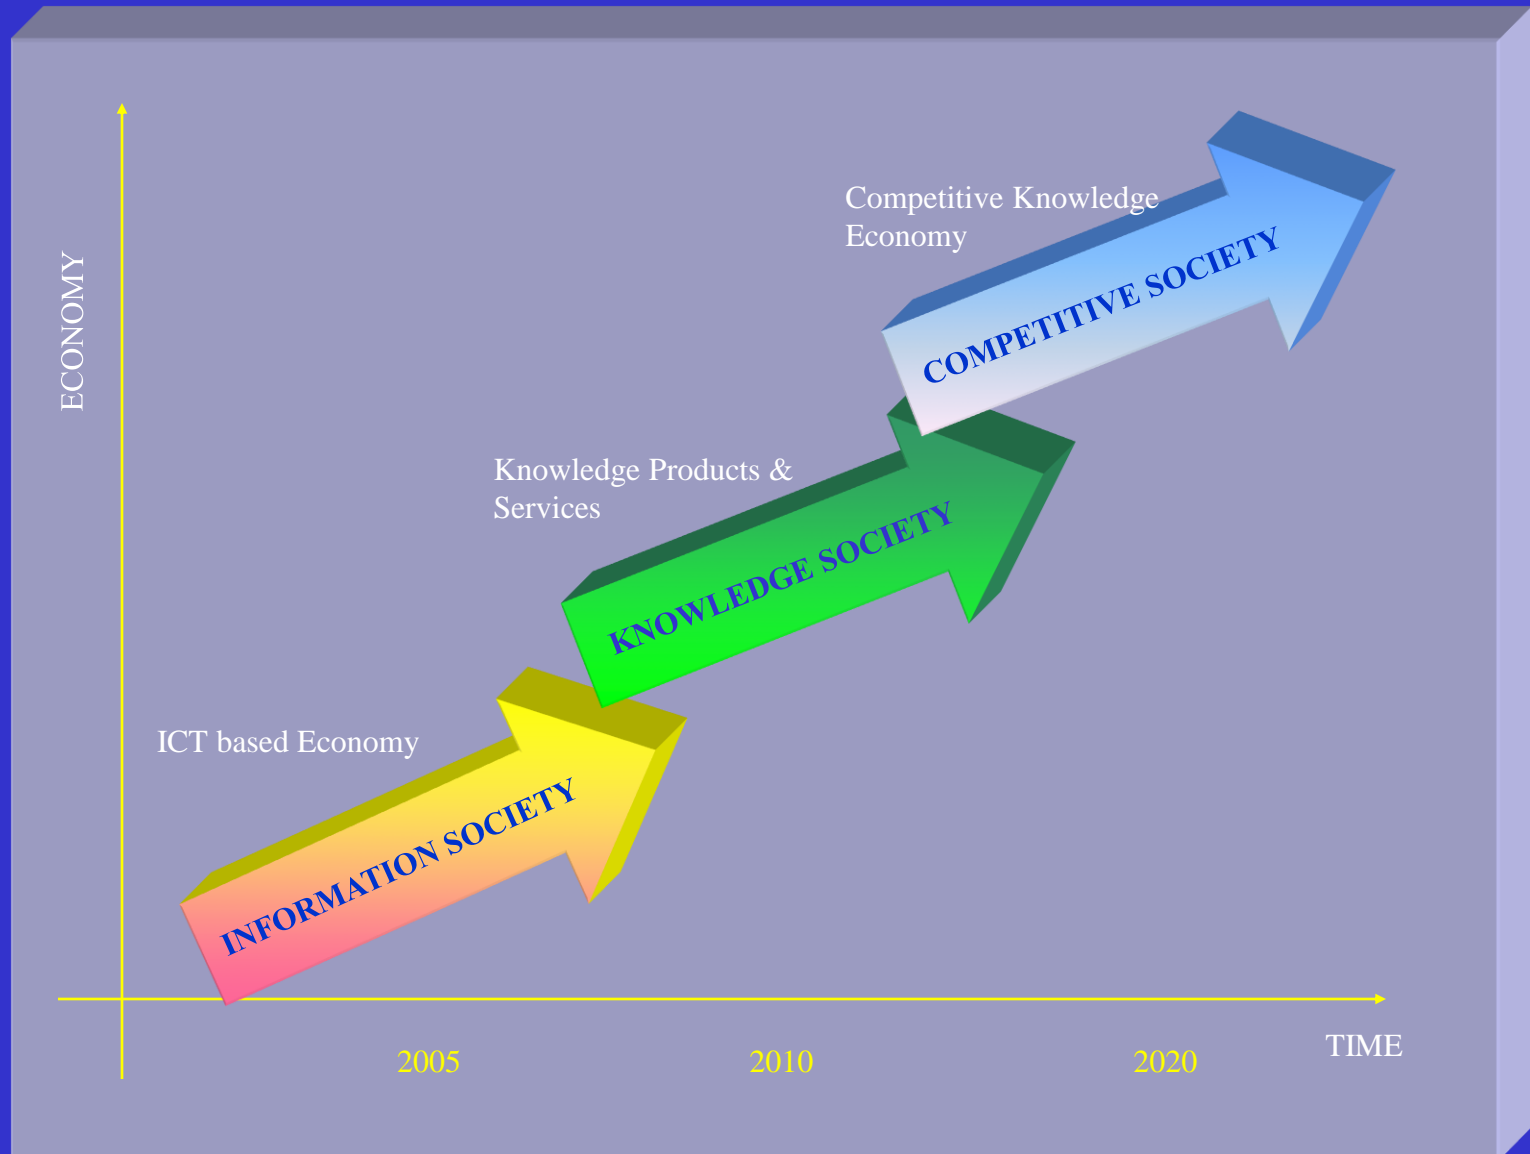 Competitive Knowledge
Economy
COMPETITIVE SOCIETY
ECONOMY
Knowledge Products &
Services
KNOWLEDGE SOCIETY
ICT based Economy
INFORMATION SOCIETY
TIME
2005
2010
2020